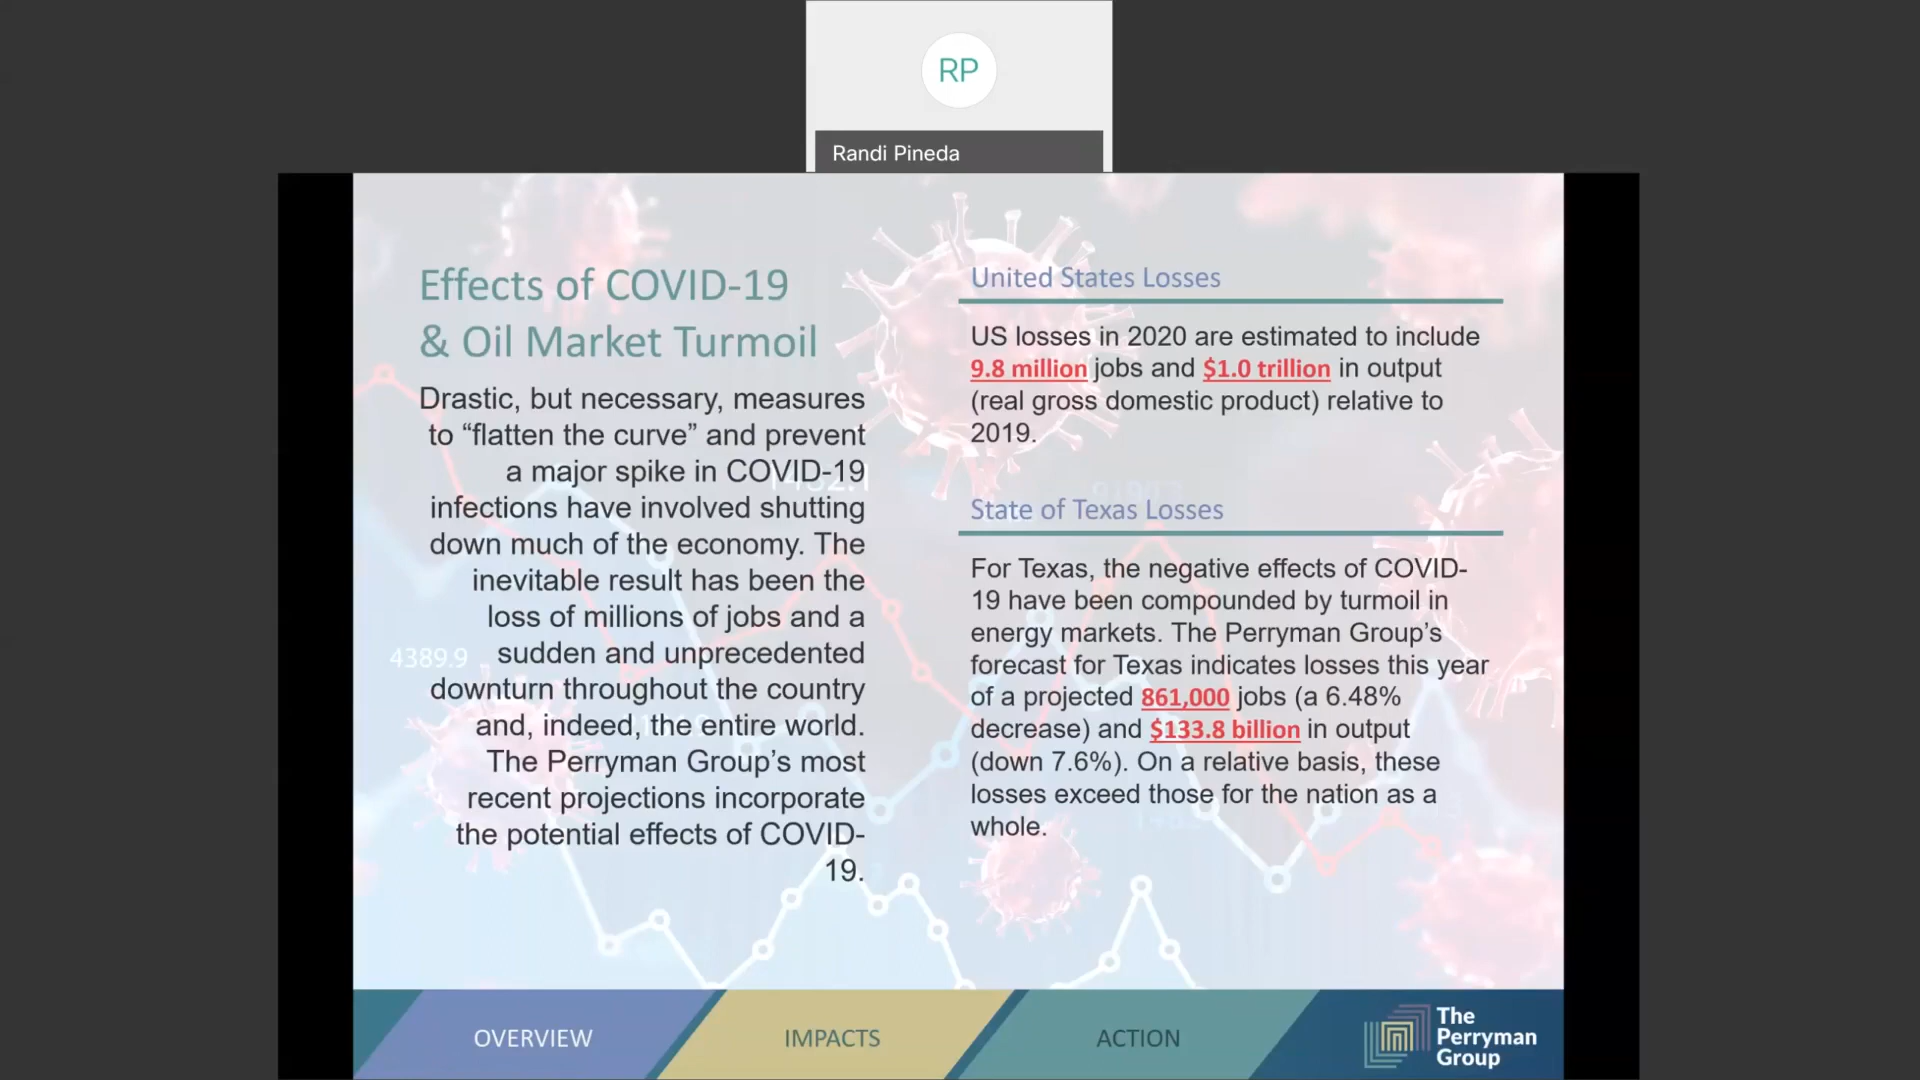 RP
Randi Pineda
Effects of COVID-19
& Oil Market Turmoil
Drastic, but necessary, measures
to “flatten the curve” and prevent
a major spike in COVID-19
infections have involved shutting
down much of the economy. The
inevitable result has been the
loss of millions of jobs and a
sudden and unprecedented
downturn throughout the country
and, indeed, the entire world.
The Perryman Group’s most
recent projections incorporate
the potential effects of COVID-
19.
4389.9
United States Losses
US losses in 2020 are estimated to include
9.8 million jobs and $1.0 trillion in output
(real gross domestic product) relative to
2019.
State of Texas Losses
For Texas, the negative effects of COVID-
19 have been compounded by turmoil in
energy markets. The Perryman Group’s
forecast for Texas indicates losses this year
of a projected 861,000 jobs (a 6.48%
decrease) and $133.8 billion in output
(down 7.6%). On a relative basis, these
losses exceed those for the nation as a
whole.
OVERVIEW
IMPACTS
ACTION
The
Perryman
Group